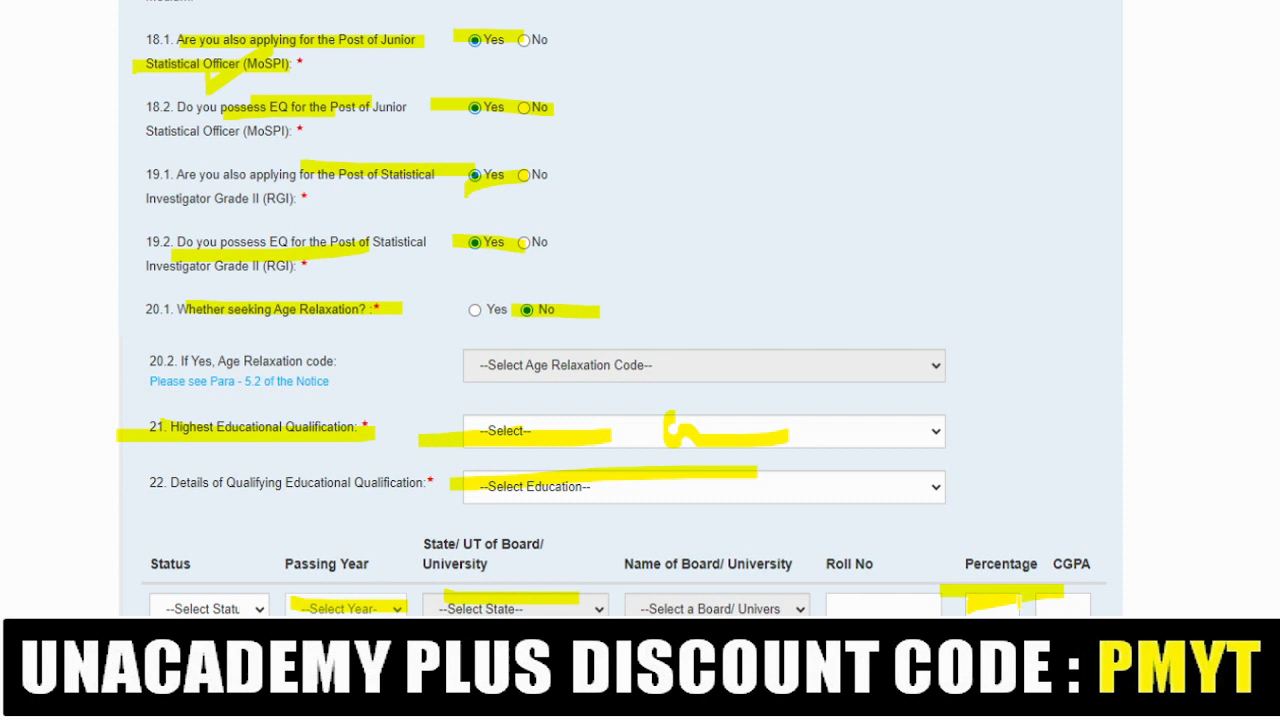 18.1. Are you also applying for the Post of Junior Yes No
Statistical Officer (MoSPI): *
18.2. Do you possess EQ for the Post of Junior Yes No
Statistical Officer (MoSPI): *
19.1. Are you also applying for the Post of Statistical Yes No
Investigator Grade II (RGI): *
19.2. Do you possess EQ for the Post of Statistical Yes No
Investigator Grade II (RGI): *
20.1. Whether seeking Age Relaxation? : * Yes No
20.2. If Yes, Age Relaxation code: --Select Age Relaxation Code--
Please see Para - 5.2 of the Notice
21. Highest Educational Qualification: * --Select--
22. Details of Qualifying Educational Qualification: * --Select Education--
State/ UT of Board/
Status Passing Year University Name of Board/ University Roll No Percentage CGPA
--Select Statu --Select Year- --Select State-- --Select a Board/ Univers
UNACADEMY PLUS DISCOUNT CODE : PMYT